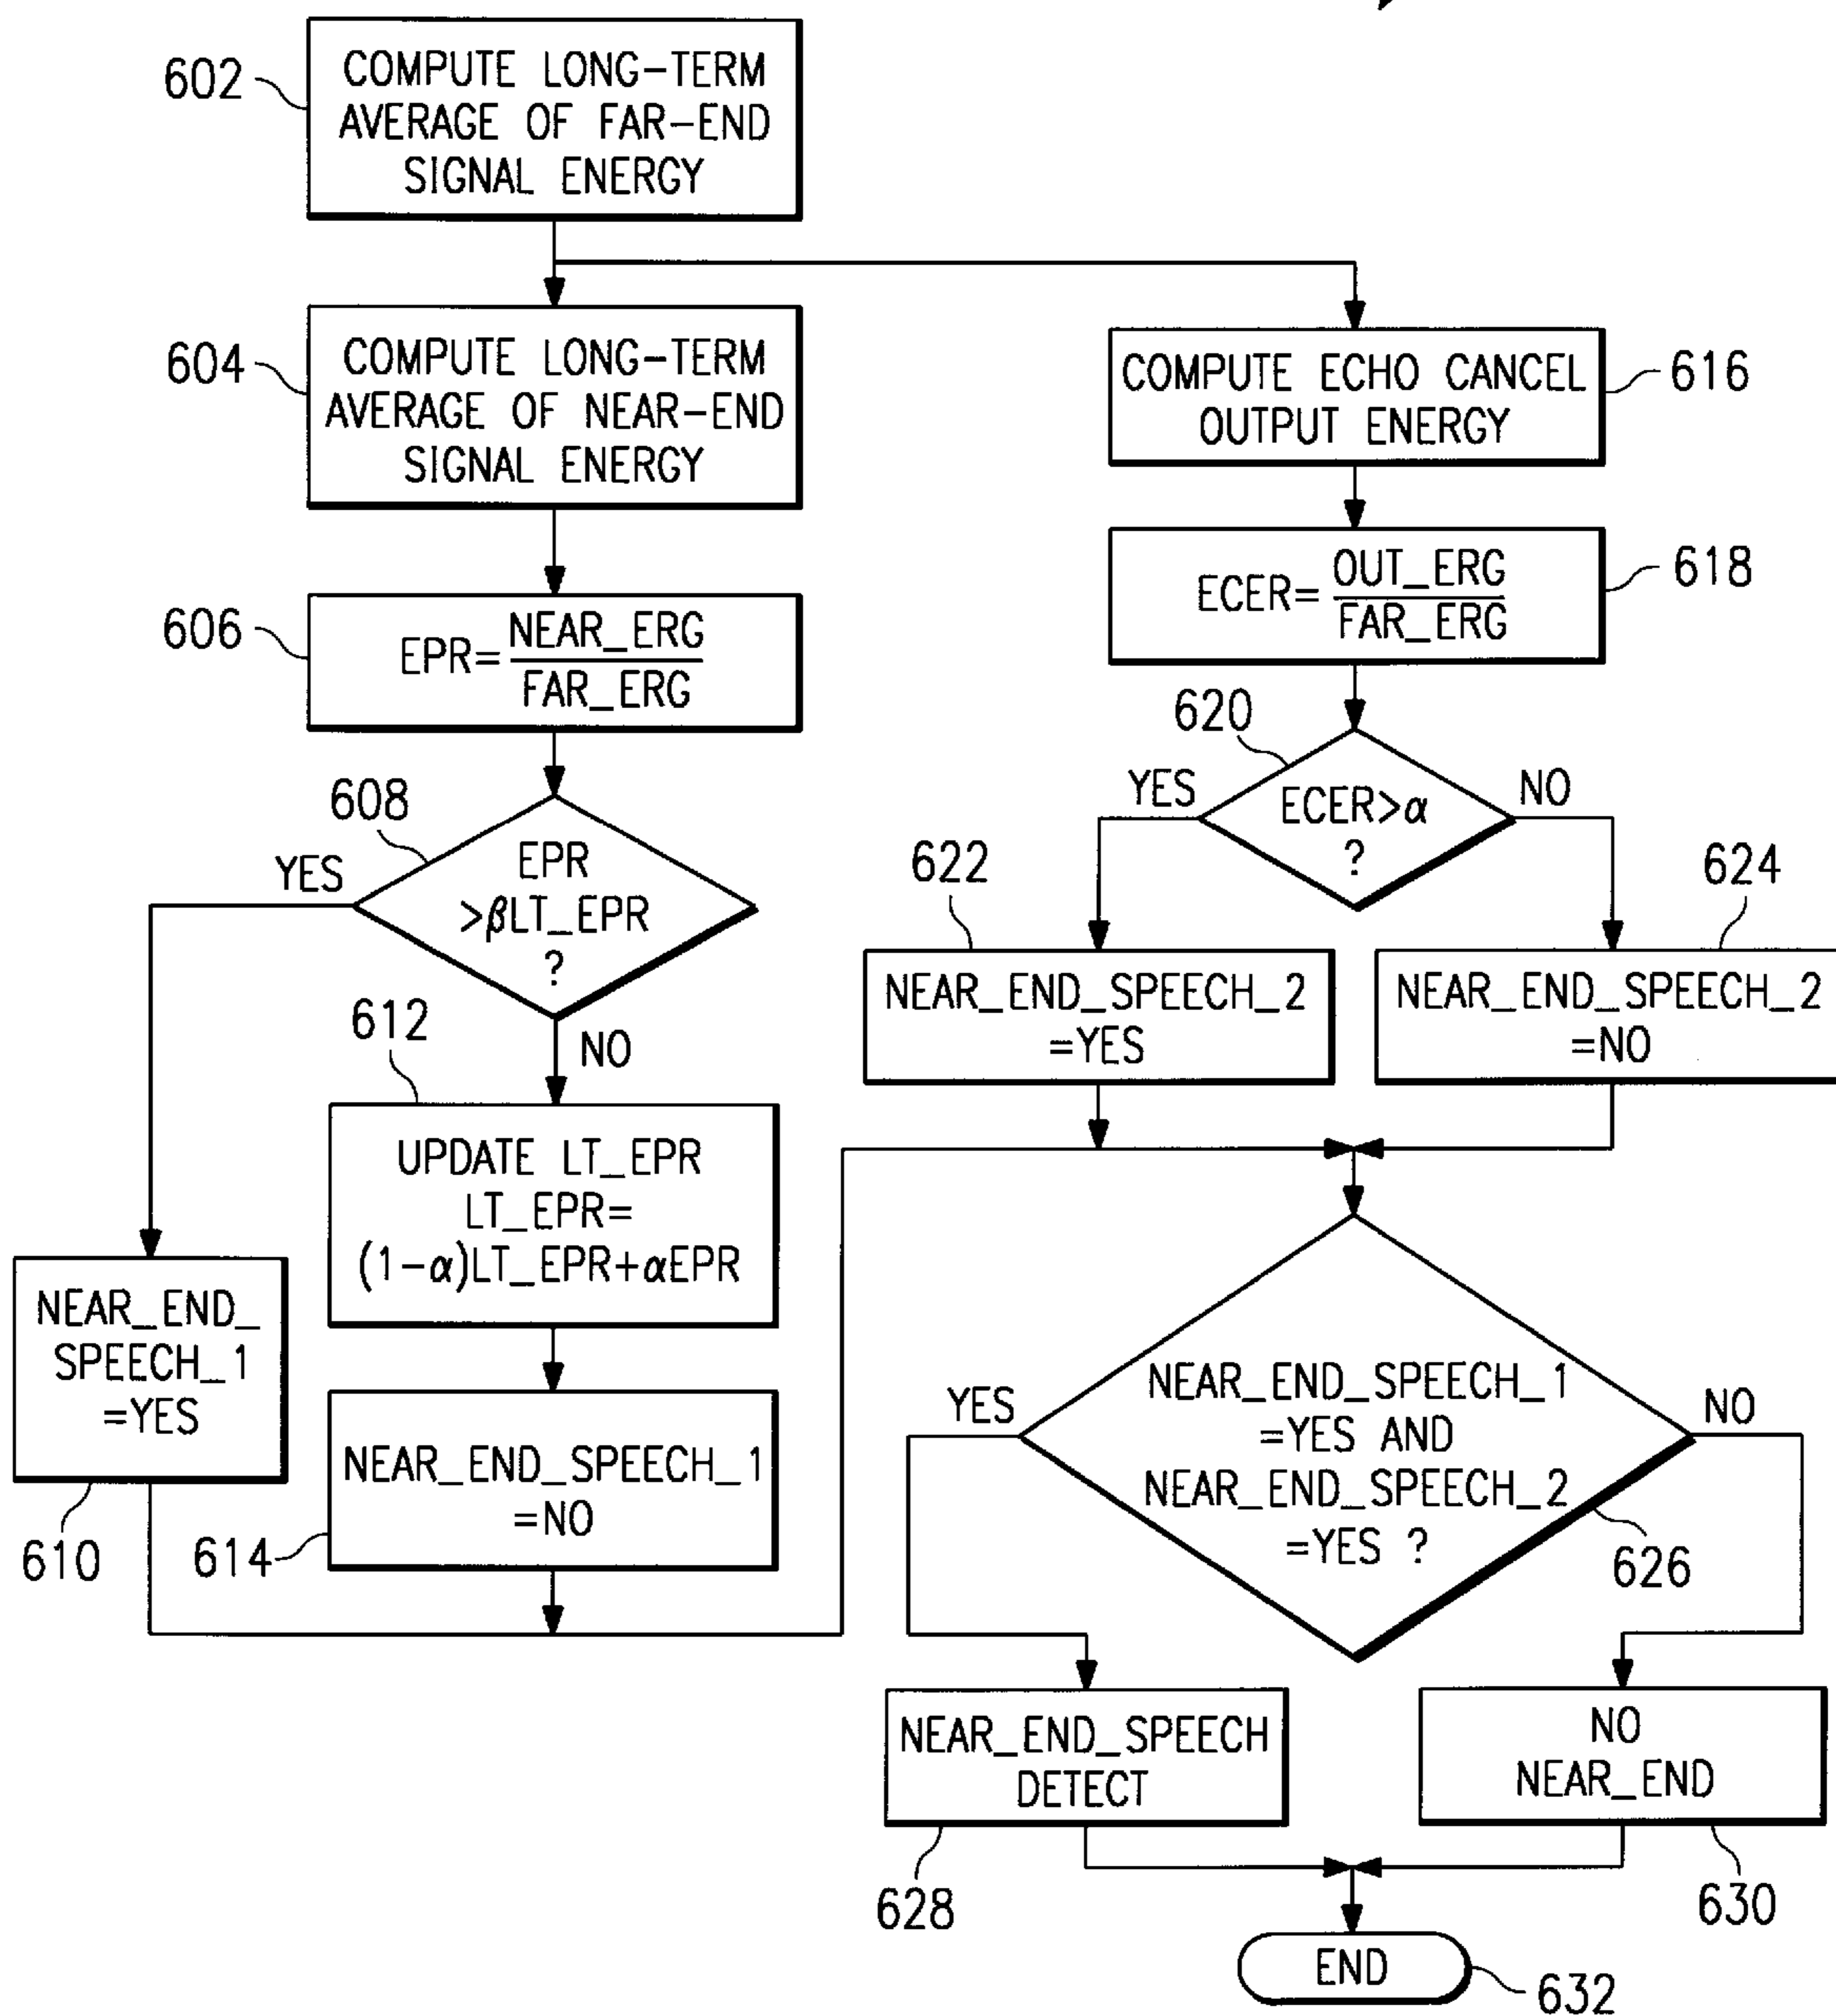 602
COMPUTE LONG-TERM
AVERAGE OF FAR-END
SIGNAL ENERGY
604
COMPUTE LONG-TERM
AVERAGE OF NEAR-END
SIGNAL ENERGY
606
EPR=NEAR_ERG
FAR_ERG
608
EPR
>βLT_EPR
?
YES
NO
612
UPDATE LT_EPR
LT_EPR=
(1-α)LT_EPR+αEPR
NEAR_END_
SPEECH_1
=YES
610
NEAR_END_SPEECH_1
=NO
614
COMPUTE ECHO CANCEL
OUTPUT ENERGY
616
ECER=OUT_ERG
FAR_ERG
618
620
ECER>α
?
YES
NO
622
NEAR_END_SPEECH_2
=YES
624
NEAR_END_SPEECH_2
=NO
NEAR_END_SPEECH_1
=YES AND
NEAR_END_SPEECH_2
=YES ?
626
YES
NO
NEAR_END_SPEECH
DETECT
628
NO
NEAR_END
630
END
632